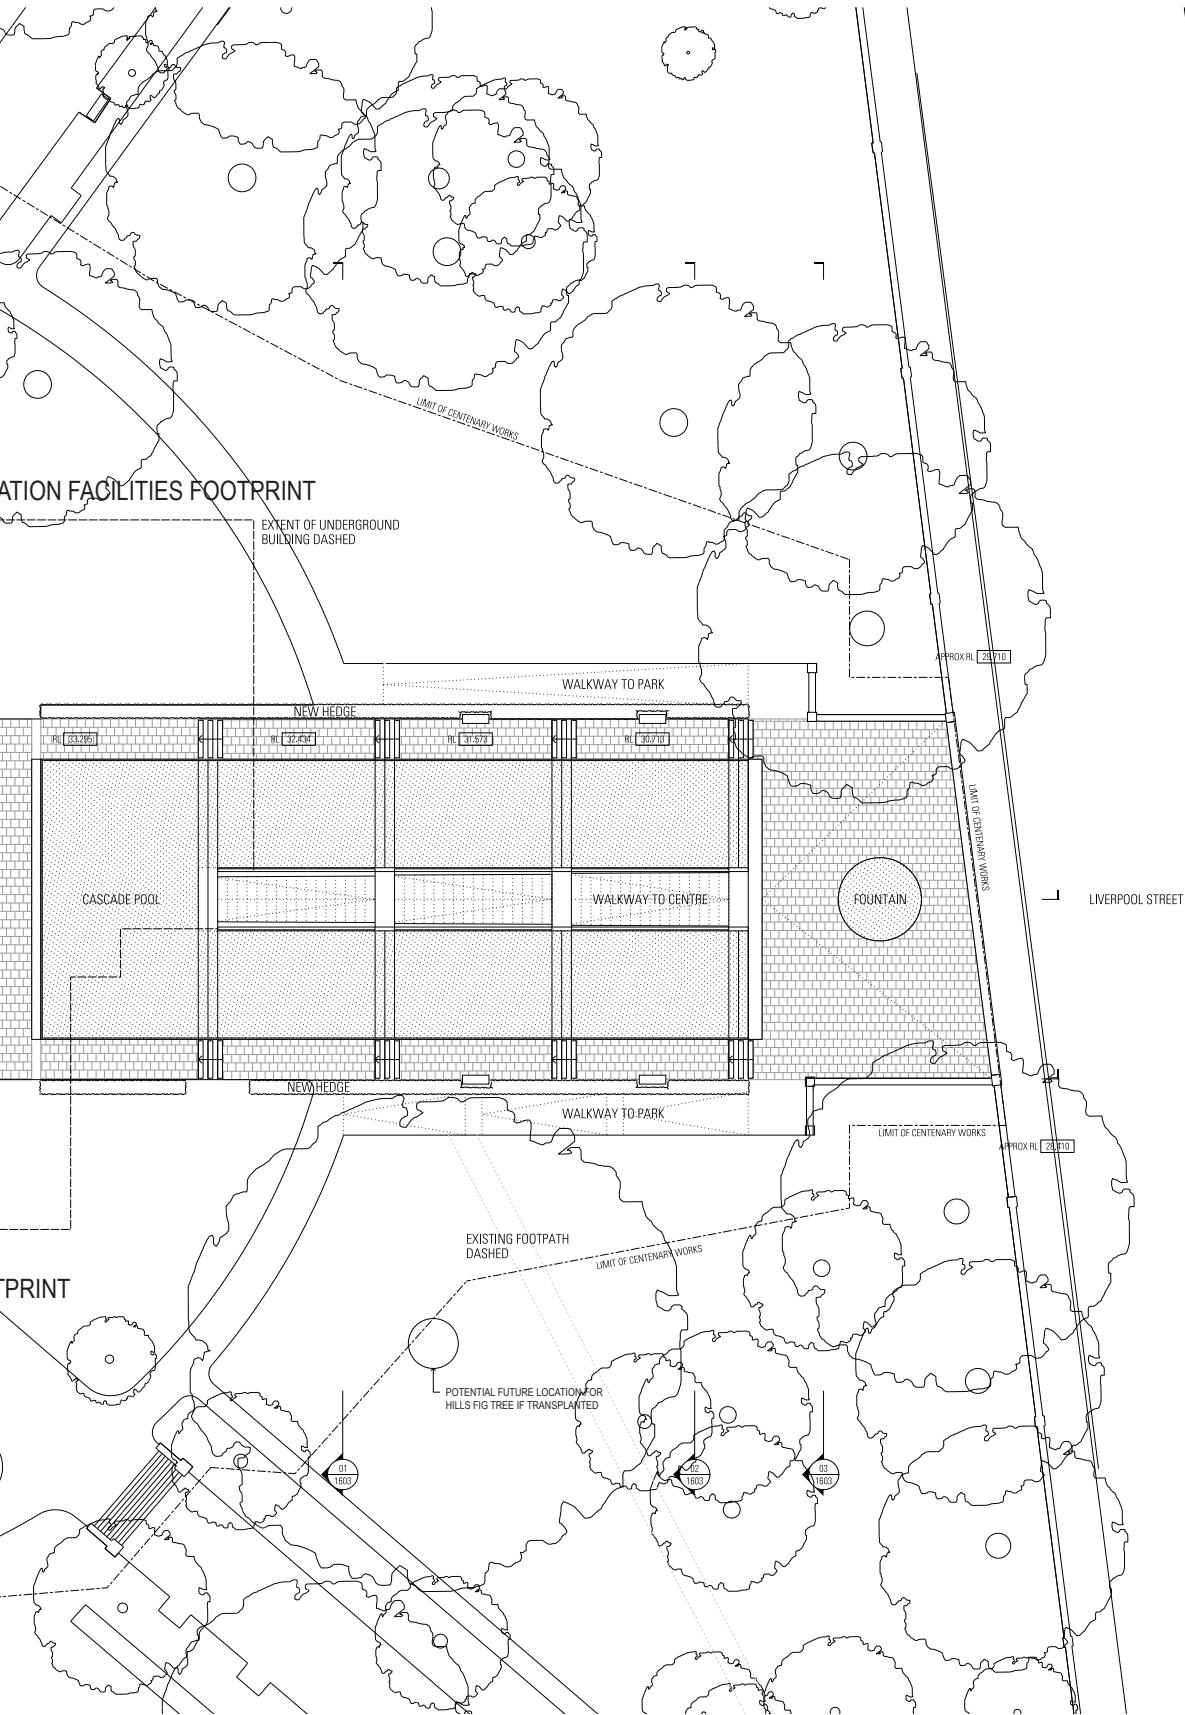 LIMIT OF CENTENARY WORKS
ATION FACILITIES FOOTPRINT
EXTENT OF UNDERGROUND
BUILDING DASHED
APPROX RL 29.710
WALKWAY TO PARK
NEW HEDGE
RL 33.295
RL 32.434
RL 31.573
RL 30.713
LIMIT OF CENTENARY WORKS
CASCADE POOL
WALKWAY TO CENTRE
FOUNTAIN
LIVERPOOL STREET
NEW HEDGE
WALKWAY TO PARK
LIMIT OF CENTENARY WORKS
APPROX RL 28.410
EXISTING FOOTPATH
DASHED
LIMIT OF CENTENARY WORKS
TPRINT
POTENTIAL FUTURE LOCATION FOR
HILLS FIG TREE IF TRANSPLANTED
01
1603
02
1603
03
1603